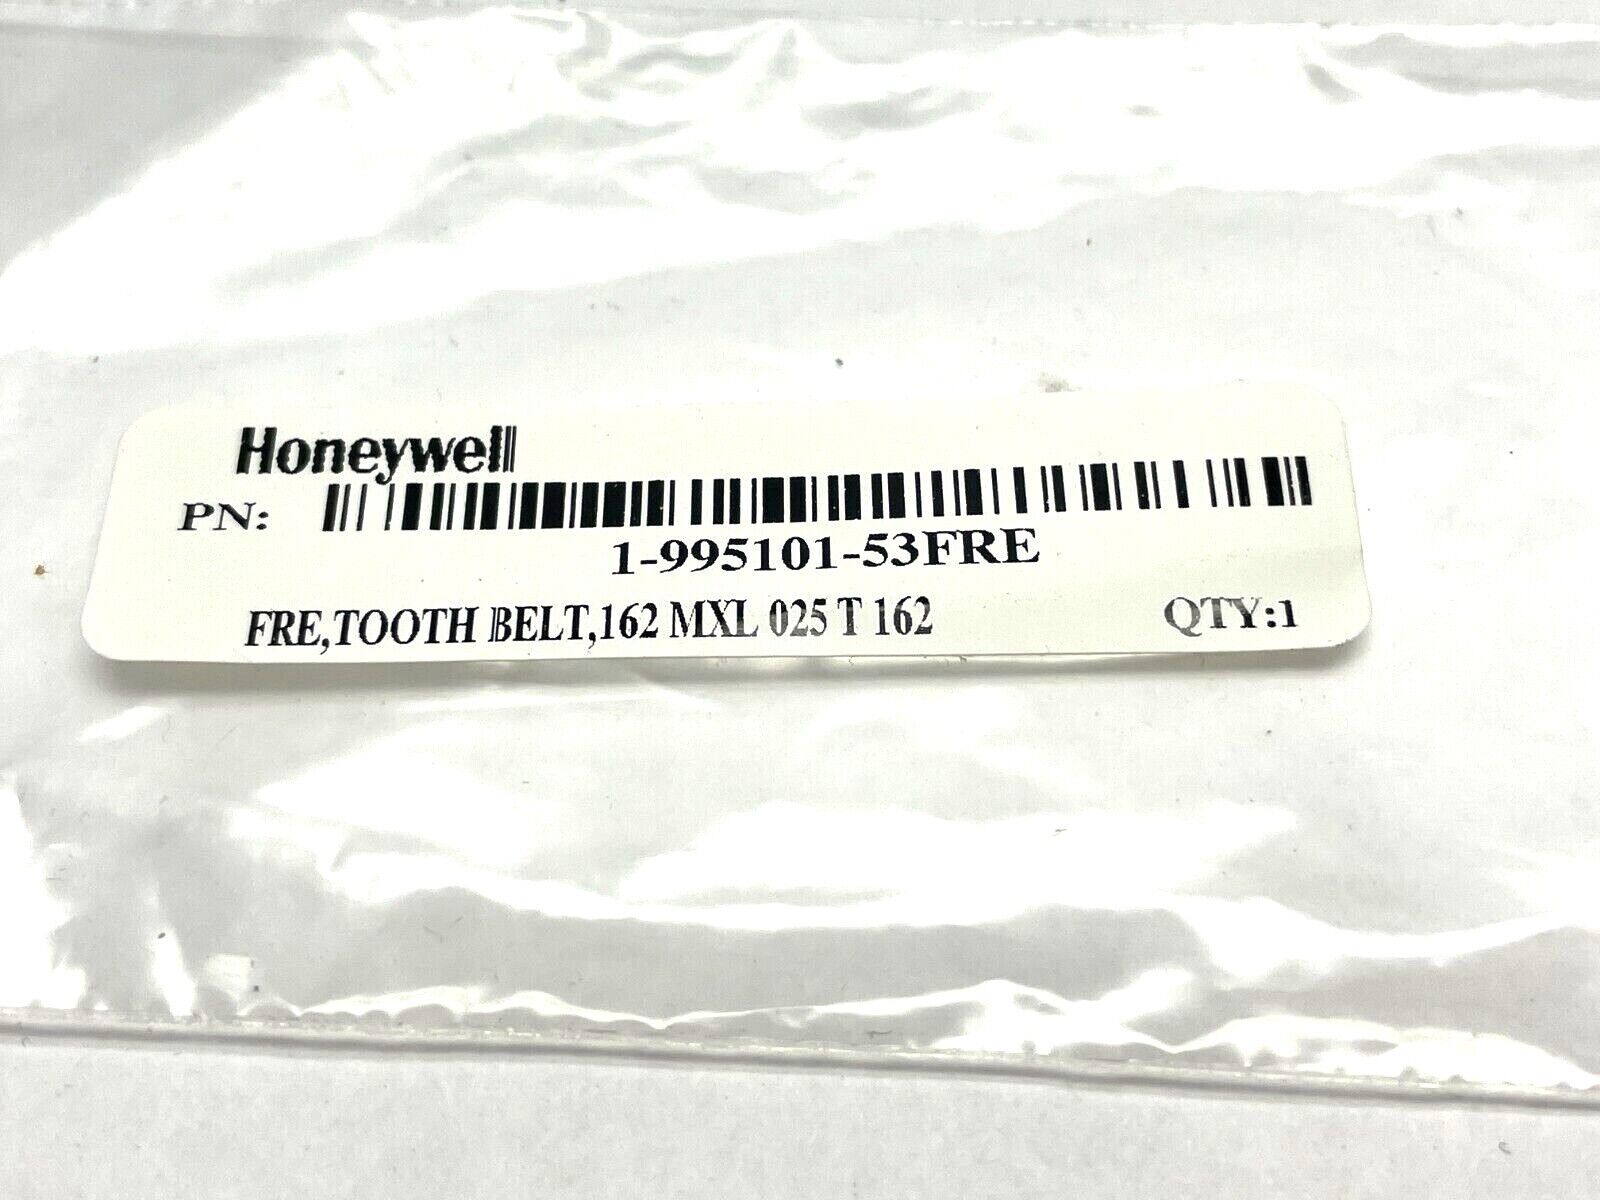 Honeywell
PN:
1-995101-53FRE
FRE,TOOTH BELT,162 MXL 025 T 162 QTY:1